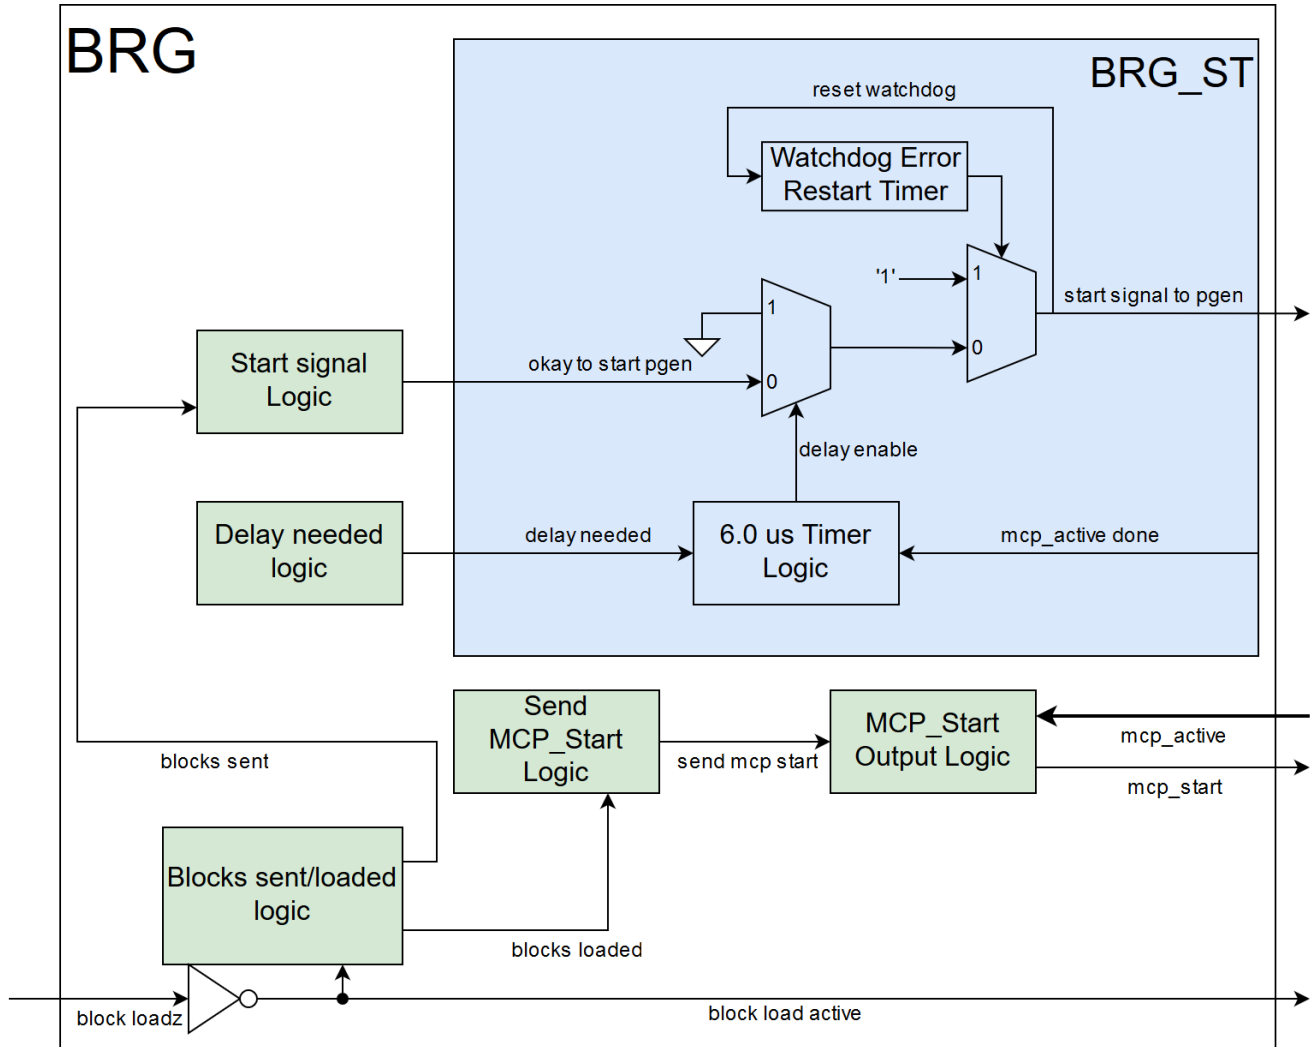 BRG
BRG_ST
reset watchdog
Watchdog Error
Restart Timer
'1'
1
start signal to pgen
1
0
Start signal
Logic
okay to start pgen
0
delay enable
Delay needed
logic
delay needed
6.0 us Timer
Logic
mcp_active done
Send
MCP_Start
Logic
send mcp start
MCP_Start
Output Logic
mcp_active
mcp_start
blocks sent
Blocks sent/loaded
logic
blocks loaded
block loadz
block load active